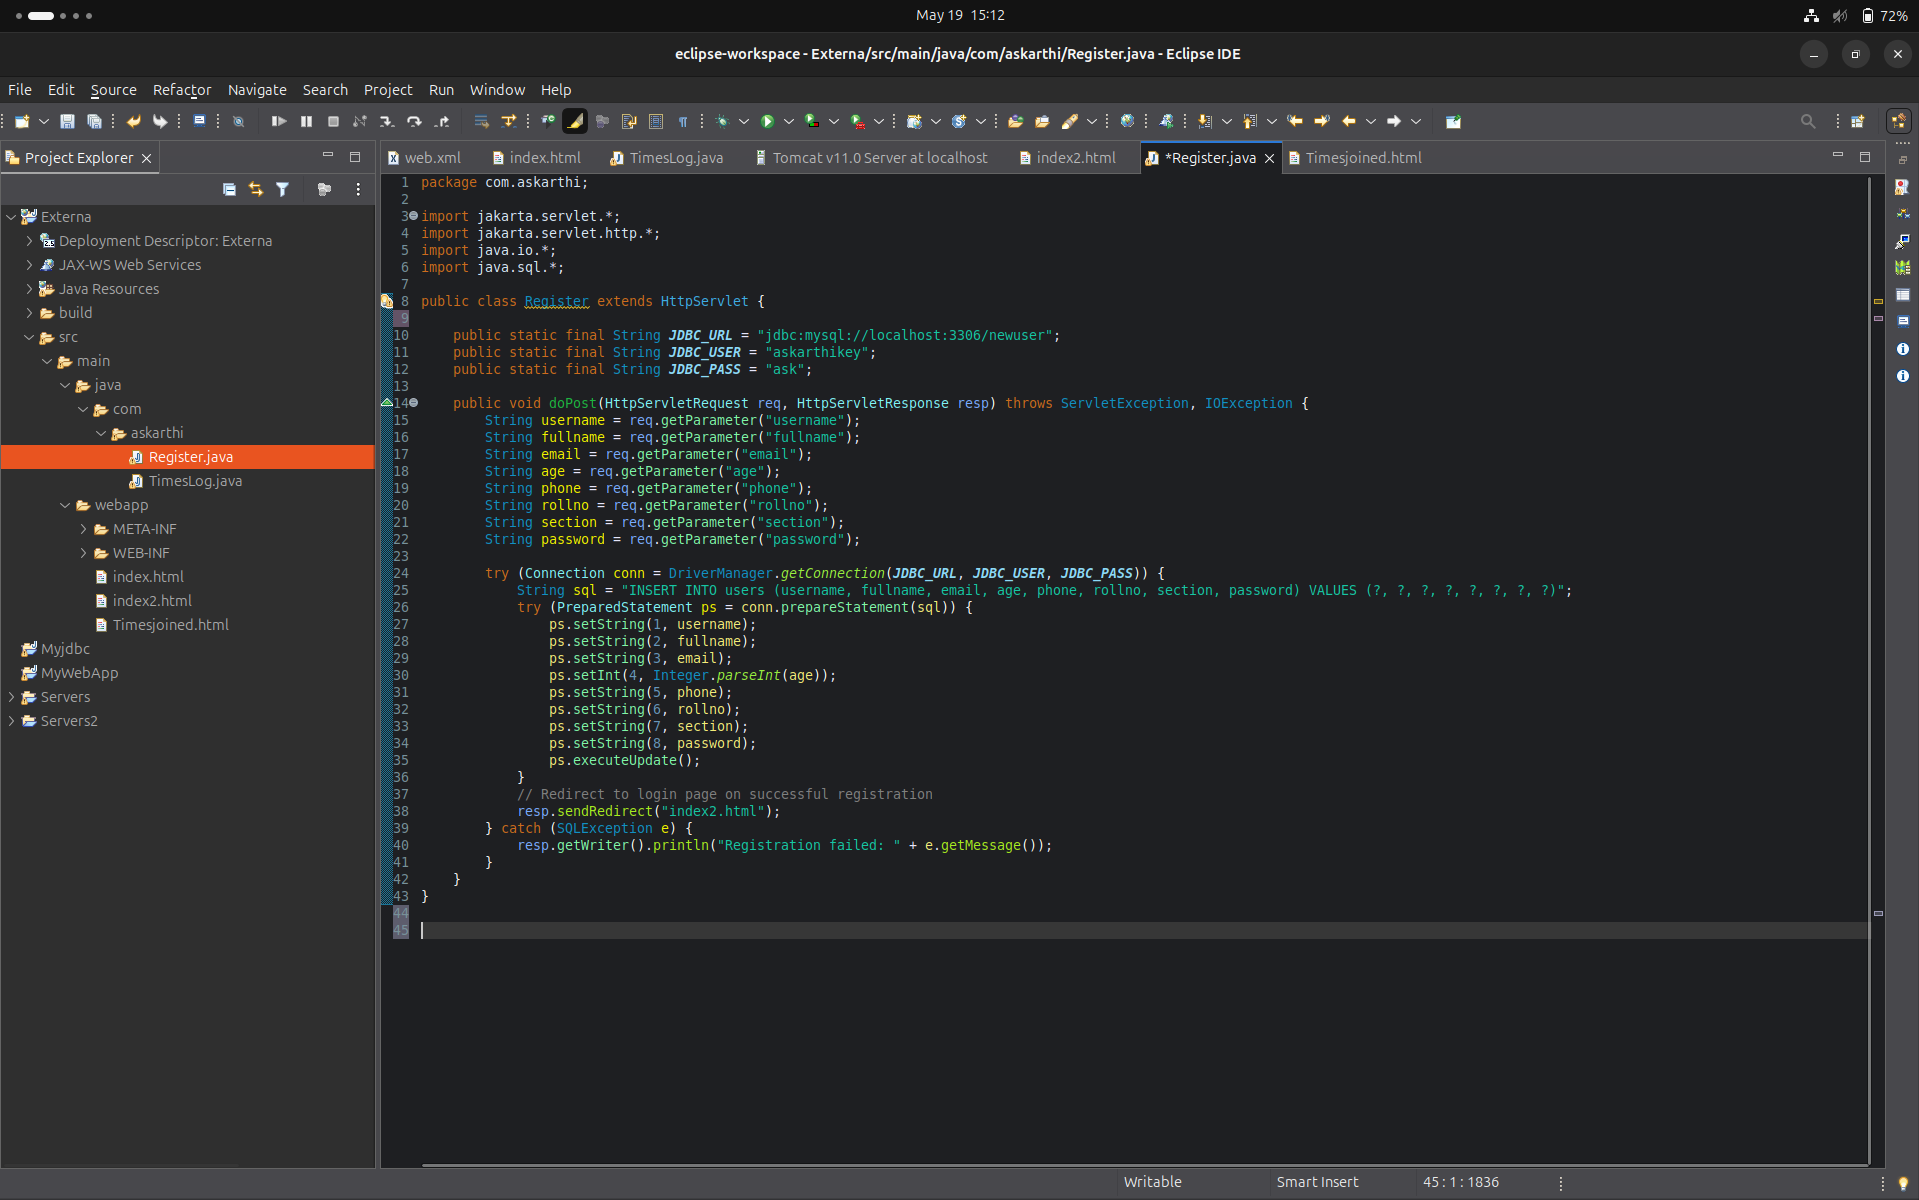 May 19 15:12
72%
eclipse-workspace - Externa/src/main/java/com/askarthi/Register.java - Eclipse IDE
File Edit Source Refactor Navigate Search Project Run Window Help
Project Explorer
web.xml index.html TimesLog.java Tomcat v11.0 Server at localhost index2.html *Register.java Timesjoined.html
Externa
Deployment Descriptor: Externa
JAX-WS Web Services
Java Resources
build
src
main
java
com
askarthi
Register.java
TimesLog.java
webapp
META-INF
WEB-INF
index.html
index2.html
Timesjoined.html
Myjdbc
MyWebApp
Servers
Servers2
1 package com.askarthi;
2
3 import jakarta.servlet.*;
4 import jakarta.servlet.http.*;
5 import java.io.*;
6 import java.sql.*;
7
8 public class Register extends HttpServlet {
9
10     public static final String JDBC_URL = "jdbc:mysql://localhost:3306/newuser";
11     public static final String JDBC_USER = "askarthikey";
12     public static final String JDBC_PASS = "ask";
13
14     public void doPost(HttpServletRequest req, HttpServletResponse resp) throws ServletException, IOException {
15         String username = req.getParameter("username");
16         String fullname = req.getParameter("fullname");
17         String email = req.getParameter("email");
18         String age = req.getParameter("age");
19         String phone = req.getParameter("phone");
20         String rollno = req.getParameter("rollno");
21         String section = req.getParameter("section");
22         String password = req.getParameter("password");
23
24         try (Connection conn = DriverManager.getConnection(JDBC_URL, JDBC_USER, JDBC_PASS)) {
25             String sql = "INSERT INTO users (username, fullname, email, age, phone, rollno, section, password) VALUES (?, ?, ?, ?, ?, ?, ?, ?)";
26             try (PreparedStatement ps = conn.prepareStatement(sql)) {
27                 ps.setString(1, username);
28                 ps.setString(2, fullname);
29                 ps.setString(3, email);
30                 ps.setInt(4, Integer.parseInt(age));
31                 ps.setString(5, phone);
32                 ps.setString(6, rollno);
33                 ps.setString(7, section);
34                 ps.setString(8, password);
35                 ps.executeUpdate();
36             }
37             // Redirect to login page on successful registration
38             resp.sendRedirect("index2.html");
39         } catch (SQLException e) {
40             resp.getWriter().println("Registration failed: " + e.getMessage());
41         }
42     }
43 }
44
45
Writable Smart Insert 45 : 1 : 1836